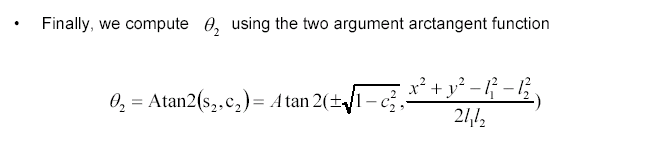 • Finally, we compute θ₂ using the two argument arctangent function
θ₂ = Atan2(s₂,c₂) = A tan 2(±√(1 − c₂²), (x² + y² − l₁² − l₂²)/(2l₁l₂))